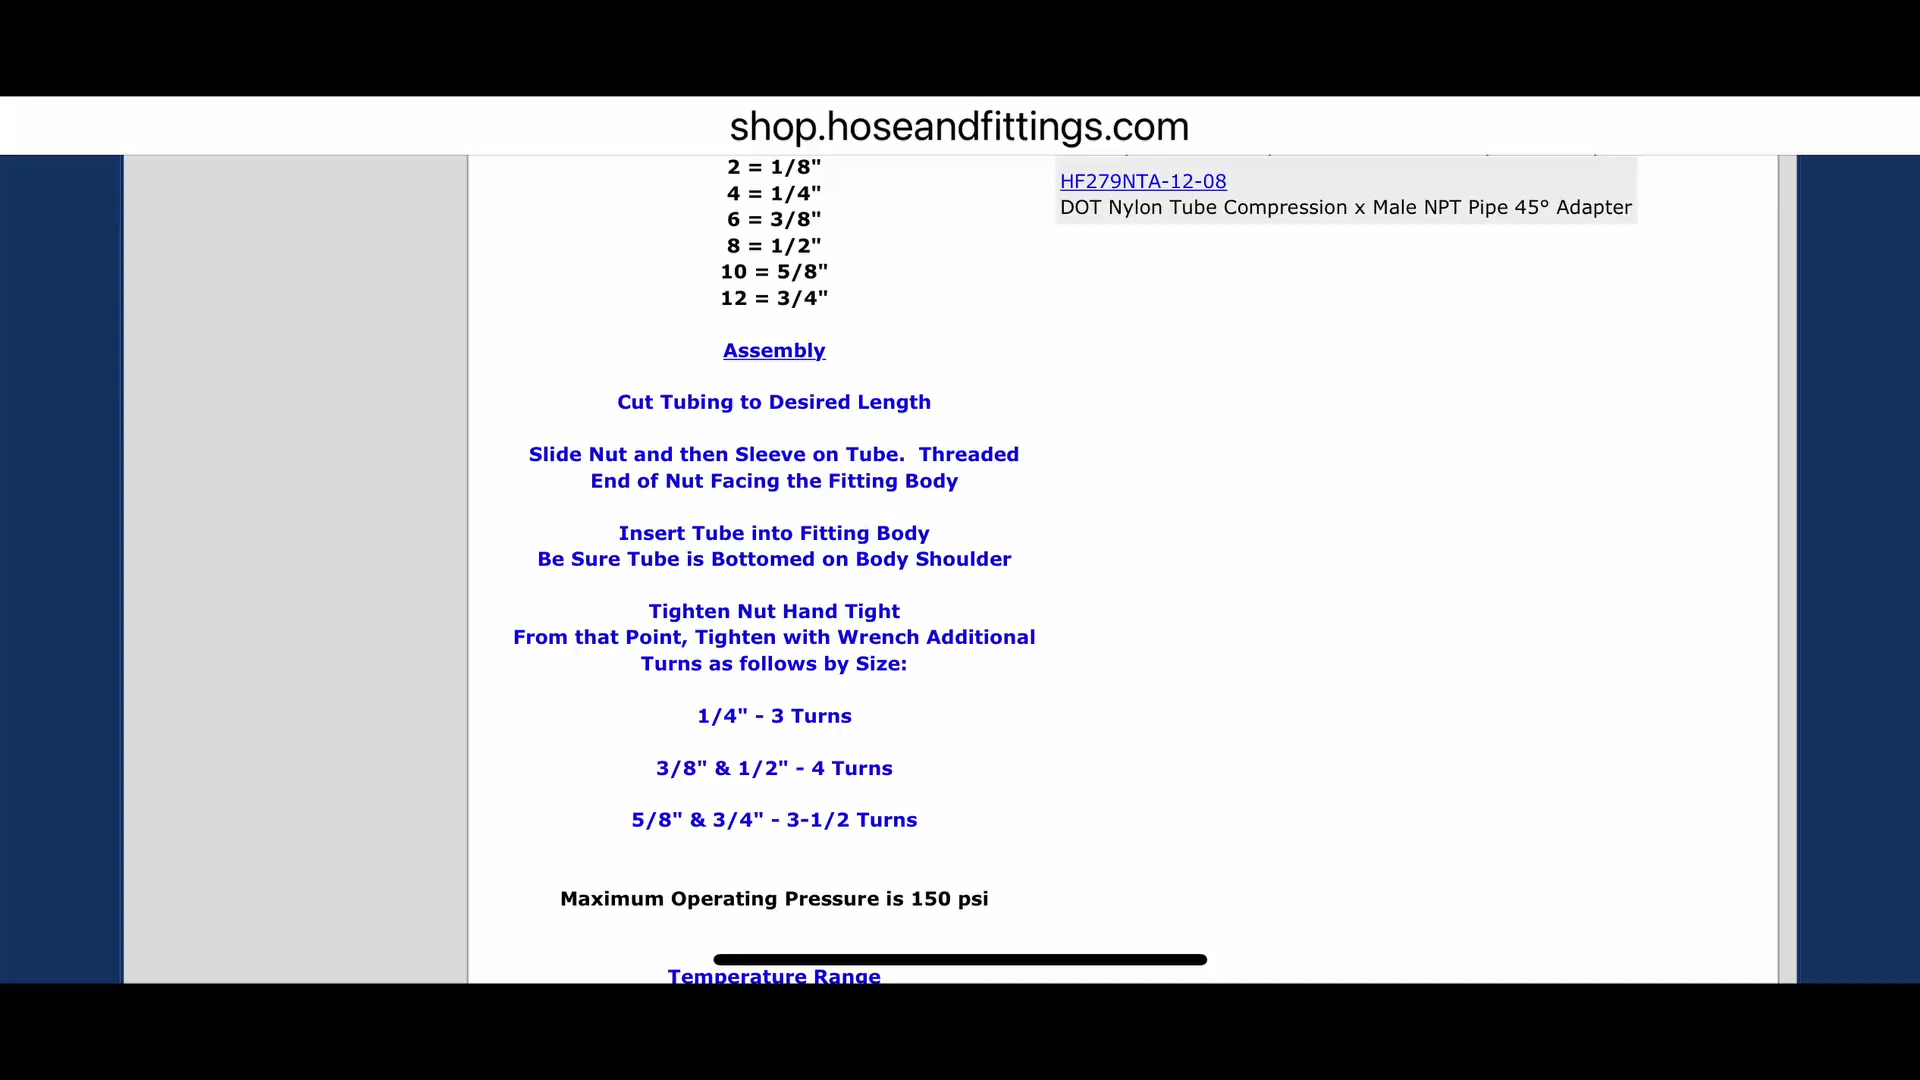 shop.hoseandfittings.com
2 = 1/8"
4 = 1/4"
6 = 3/8"
8 = 1/2"
10 = 5/8"
12 = 3/4"
Assembly
Cut Tubing to Desired Length
Slide Nut and then Sleeve on Tube.  Threaded
End of Nut Facing the Fitting Body
Insert Tube into Fitting Body
Be Sure Tube is Bottomed on Body Shoulder
Tighten Nut Hand Tight
From that Point, Tighten with Wrench Additional
Turns as follows by Size:
1/4" - 3 Turns
3/8" & 1/2" - 4 Turns
5/8" & 3/4" - 3-1/2 Turns
Maximum Operating Pressure is 150 psi
Temperature Range
HF279NTA-12-08
DOT Nylon Tube Compression x Male NPT Pipe 45° Adapter